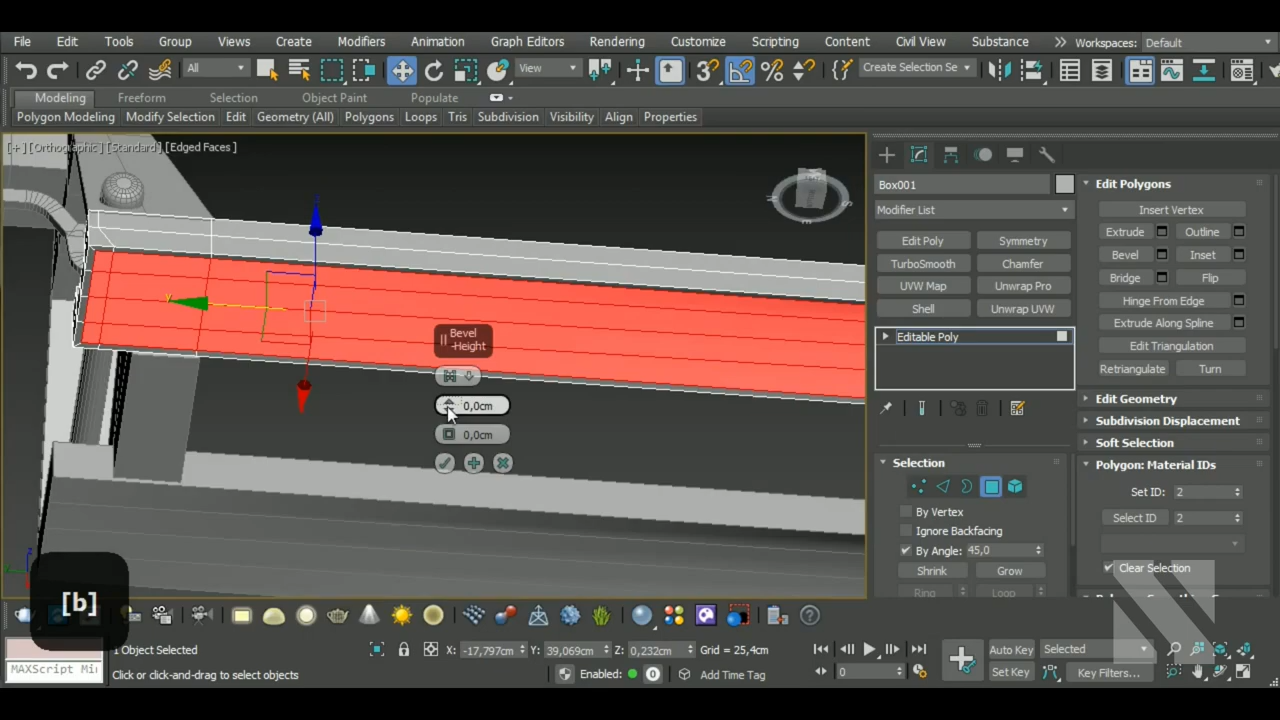 File Edit Tools Group Views Create Modifiers Animation Graph Editors Rendering Customize Scripting Content Civil View Substance Workspaces: Default
All View Create Selection Se
Modeling Freeform Selection Object Paint Populate
Polygon Modeling Modify Selection Edit Geometry (All) Polygons Loops Tris Subdivision Visibility Align Properties
[+] [Orthographic] [Standard] [Edged Faces]
Box001
Modifier List
Edit Poly Symmetry
TurboSmooth Chamfer
UVW Map Unwrap Pro
Shell Unwrap UVW
Editable Poly
Selection
By Vertex
Ignore Backfacing
By Angle: 45,0
Shrink Grow
Ring Loop
Edit Polygons
Insert Vertex
Extrude Outline
Bevel Inset
Bridge Flip
Hinge From Edge
Extrude Along Spline
Edit Triangulation
Retriangulate Turn
Edit Geometry
Subdivision Displacement
Soft Selection
Polygon: Material IDs
Set ID: 2
Select ID 2
Clear Selection
Bevel
-Height
0,0cm
0,0cm
y
[b]
1 Object Selected
X: -17,797cm Y: 39,069cm Z: 0,232cm Grid = 25,4cm
0
Auto Key Selected
Set Key Key Filters...
MAXScript Mi
Click or click-and-drag to select objects
Enabled: 0 Add Time Tag